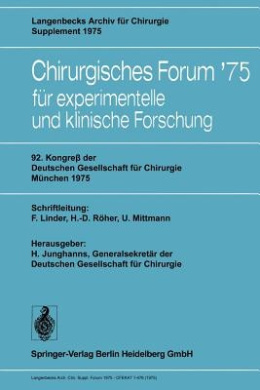 Langenbecks Archiv für Chirurgie
Supplement 1975
Chirurgisches Forum '75
für experimentelle
und klinische Forschung
92. Kongreß der
Deutschen Gesellschaft für Chirurgie
München 1975
Schriftleitung:
F. Linder, H.-D. Röher, U. Mittmann
Herausgeber:
H. Junghanns, Generalsekretär der
Deutschen Gesellschaft für Chirurgie
Springer-Verlag Berlin Heidelberg GmbH